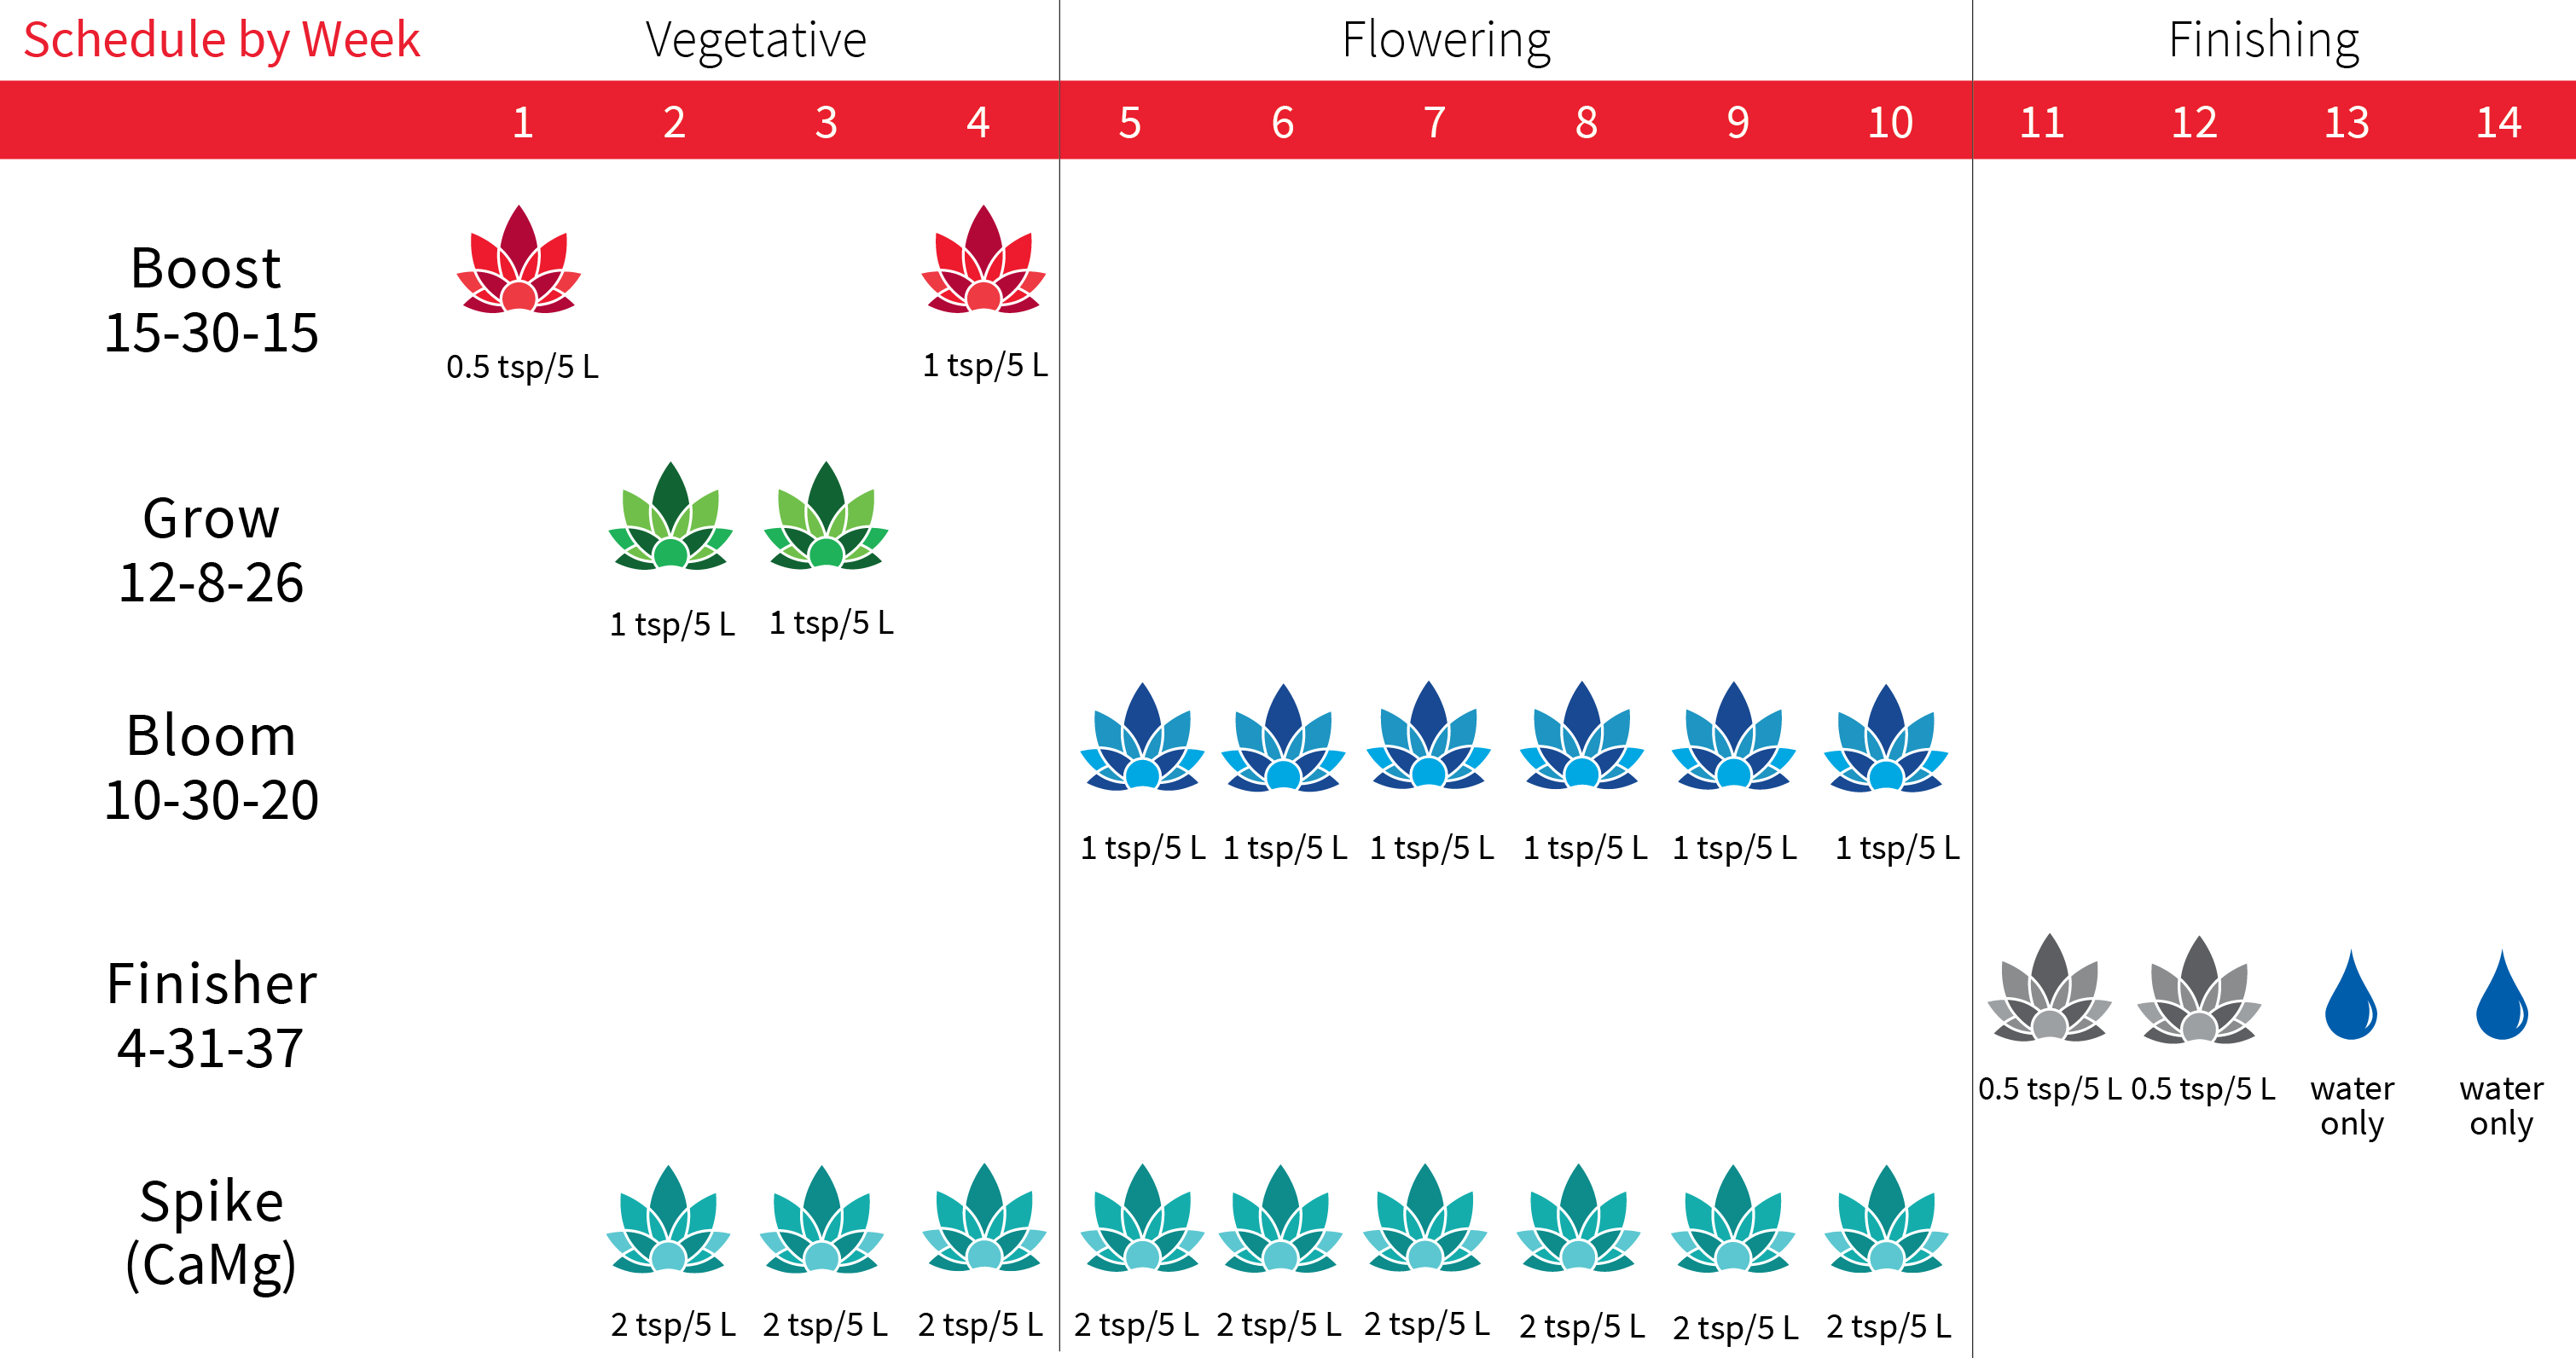 Schedule by Week Vegetative Flowering Finishing
1 2 3 4 5 6 7 8 9 10 11 12 13 14
Boost
15-30-15
0.5 tsp/5 L 1 tsp/5 L
Grow
12-8-26
1 tsp/5 L 1 tsp/5 L
Bloom
10-30-20
1 tsp/5 L 1 tsp/5 L 1 tsp/5 L 1 tsp/5 L 1 tsp/5 L 1 tsp/5 L
Finisher
4-31-37
0.5 tsp/5 L 0.5 tsp/5 L water water
only only
Spike
(CaMg)
2 tsp/5 L 2 tsp/5 L 2 tsp/5 L 2 tsp/5 L 2 tsp/5 L 2 tsp/5 L 2 tsp/5 L 2 tsp/5 L 2 tsp/5 L